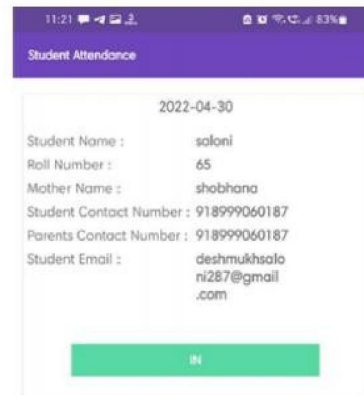 11:21 83%
Student Attendance
2022-04-30
Student Name : saloni
Roll Number : 65
Mother Name : shobhana
Student Contact Number : 918999060187
Parents Contact Number : 918999060187
Student Email : deshmukhsalo
ni287@gmail
.com
IN